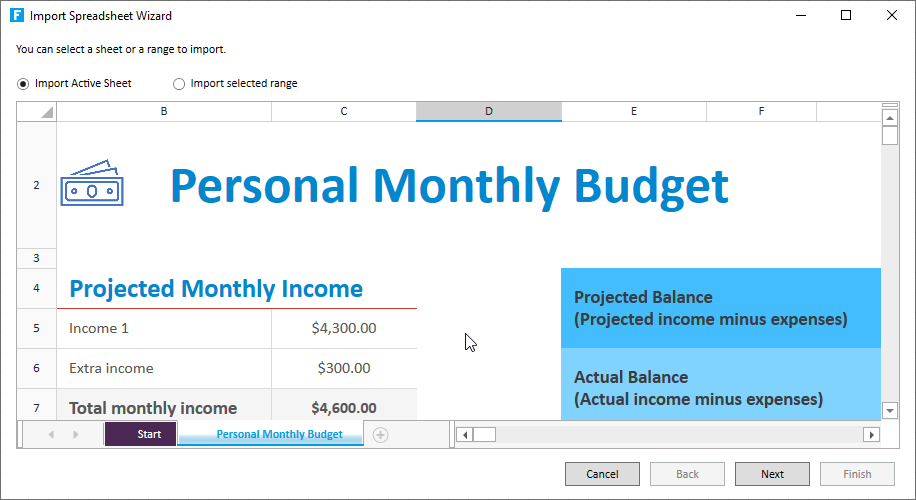 F Import Spreadsheet Wizard
You can select a sheet or a range to import.
Import Active Sheet Import selected range
B C D E F
2 Personal Monthly Budget
3
4 Projected Monthly Income
Projected Balance
(Projected income minus expenses)
5 Income 1 $4,300.00
6 Extra income $300.00
Actual Balance
(Actual income minus expenses)
7 Total monthly income $4,600.00
Start Personal Monthly Budget
Cancel Back Next Finish